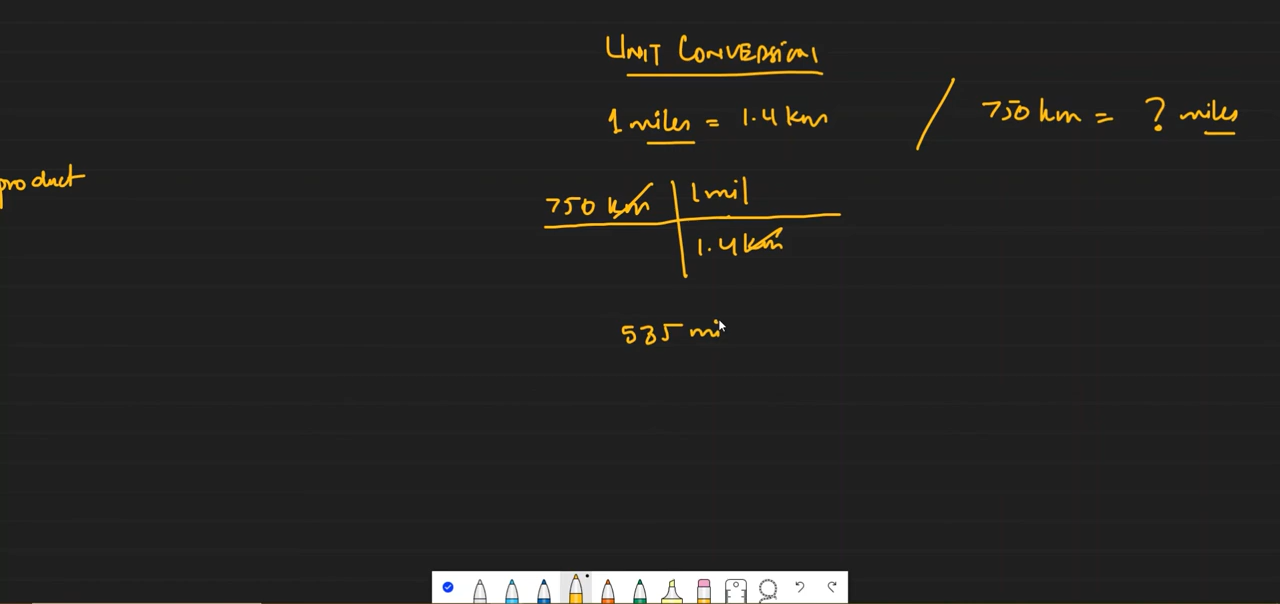 UNIT CONVERSION
1 miles = 1.4 km / 750 km = ? miles
product
750 km | 1 mil
1.4 km
535 mi